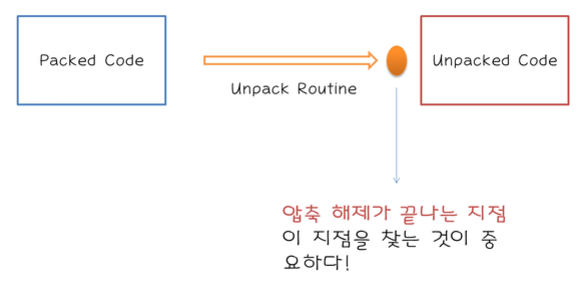 Packed Code
Unpacked Code
Unpack Routine
압축 해제가 끝나는 지점
이 지점을 찾는 것이 중
요하다!